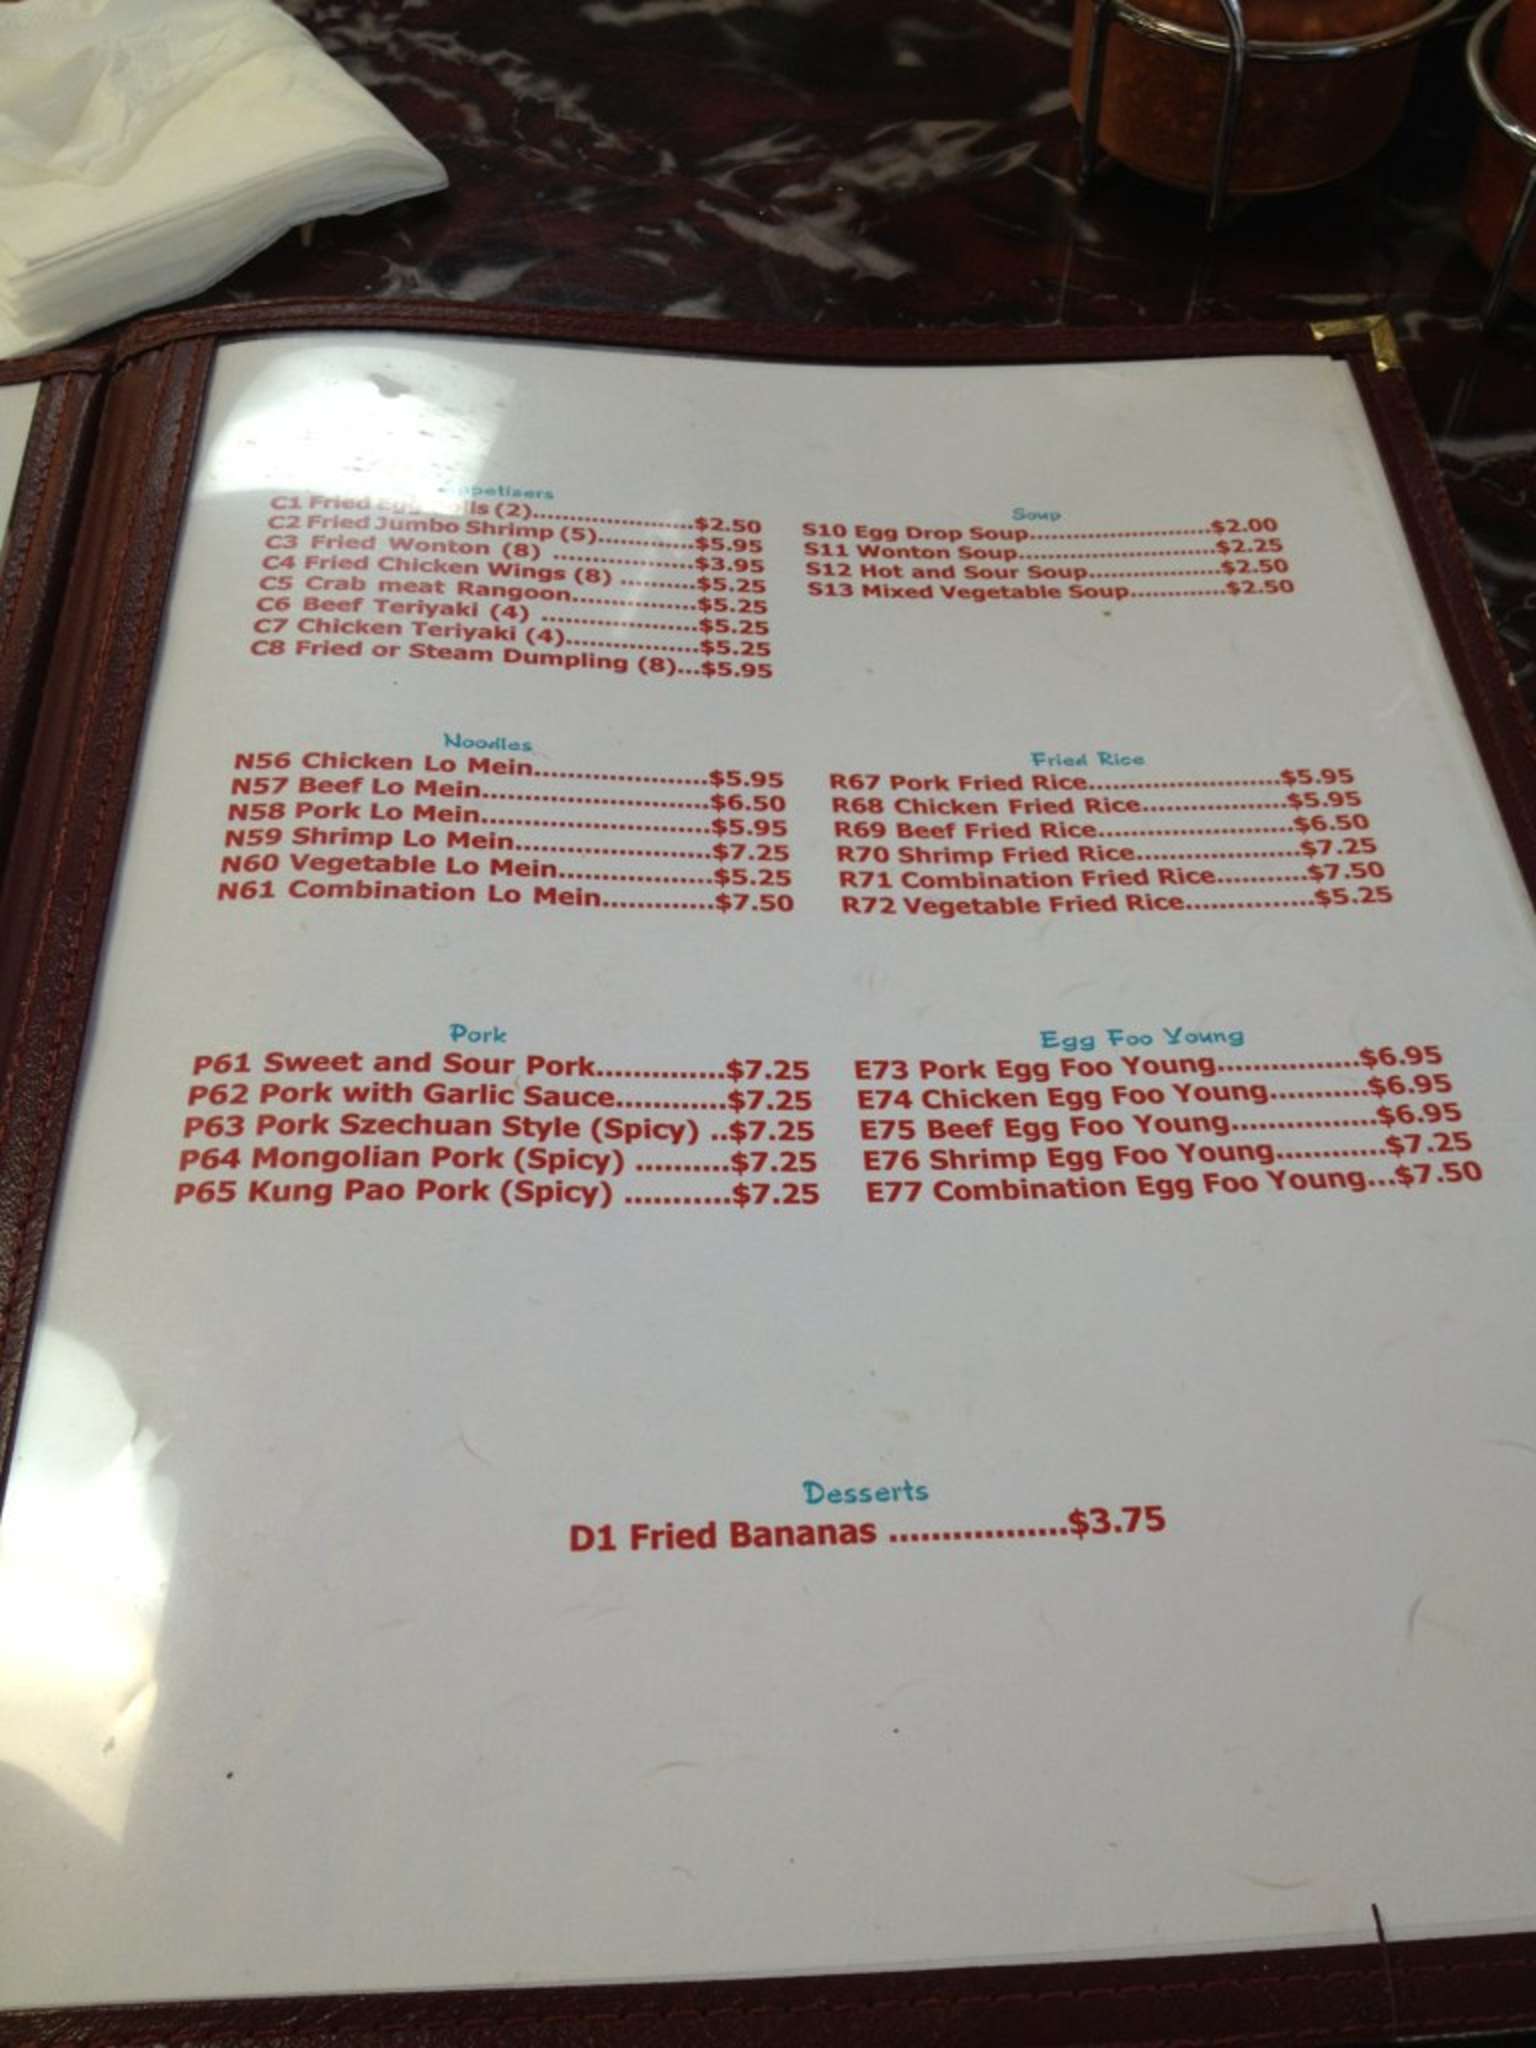 C1 Fried (2)........................$2.50
C2 Fried Jumbo Shrimp (5)..............$5.95
C3 Fried Wonton (8) ..................$3.95
C4 Fried Chicken Wings (8) ..........$5.25
C5 Crab meat Rangoon................$5.25
C6 Beef Teriyaki (4) ....................$5.25
C7 Chicken Teriyaki (4).................$5.25
C8 Fried or Steam Dumpling (8)...$5.95
Soup
S10 Egg Drop Soup.........................$2.00
S11 Wonton Soup...........................$2.25
S12 Hot and Sour Soup..................$2.50
S13 Mixed Vegetable Soup.............$2.50
Noodles
N56 Chicken Lo Mein......................$5.95
N57 Beef Lo Mein............................$6.50
N58 Pork Lo Mein............................$5.95
N59 Shrimp Lo Mein........................$7.25
N60 Vegetable Lo Mein...................$5.25
N61 Combination Lo Mein.............$7.50
Fried Rice
R67 Pork Fried Rice..........................$5.95
R68 Chicken Fried Rice...................$5.95
R69 Beef Fried Rice.........................$6.50
R70 Shrimp Fried Rice.....................$7.25
R71 Combination Fried Rice...........$7.50
R72 Vegetable Fried Rice................$5.25
Pork
P61 Sweet and Sour Pork..............$7.25
P62 Pork with Garlic Sauce............$7.25
P63 Pork Szechuan Style (Spicy) ..$7.25
P64 Mongolian Pork (Spicy) ..........$7.25
P65 Kung Pao Pork (Spicy) ...........$7.25
Egg Foo Young
E73 Pork Egg Foo Young...............$6.95
E74 Chicken Egg Foo Young..........$6.95
E75 Beef Egg Foo Young................$6.95
E76 Shrimp Egg Foo Young............$7.25
E77 Combination Egg Foo Young...$7.50
Desserts
D1 Fried Bananas .................$3.75